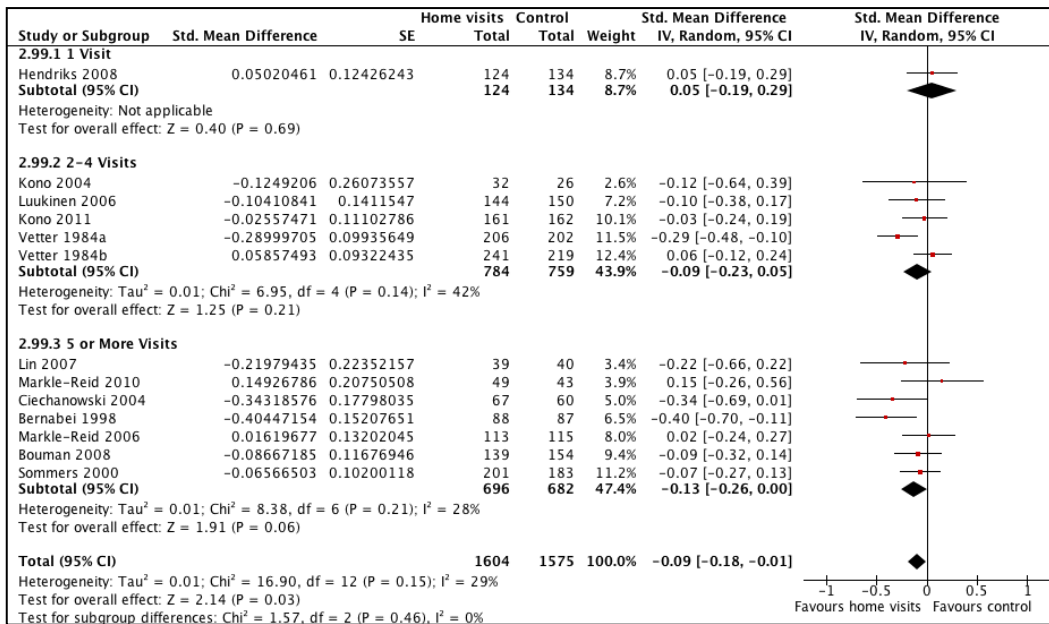 Home visits Control Std. Mean Difference Std. Mean Difference
Study or Subgroup Std. Mean Difference SE Total Total Weight IV, Random, 95% CI IV, Random, 95% CI
2.99.1 1 Visit
Hendriks 2008 0.05020461 0.12426243 124 134 8.7% 0.05 [-0.19, 0.29]
Subtotal (95% CI) 124 134 8.7% 0.05 [-0.19, 0.29]
Heterogeneity: Not applicable
Test for overall effect: Z = 0.40 (P = 0.69)
2.99.2 2-4 Visits
Kono 2004 -0.1249206 0.26073557 32 26 2.6% -0.12 [-0.64, 0.39]
Luukinen 2006 -0.10410841 0.1411547 144 150 7.2% -0.10 [-0.38, 0.17]
Kono 2011 -0.02557471 0.11102786 161 162 10.1% -0.03 [-0.24, 0.19]
Vetter 1984a -0.28999705 0.09935649 206 202 11.5% -0.29 [-0.48, -0.10]
Vetter 1984b 0.05857493 0.09322435 241 219 12.4% 0.06 [-0.12, 0.24]
Subtotal (95% CI) 784 759 43.9% -0.09 [-0.23, 0.05]
Heterogeneity: Tau² = 0.01; Chi² = 6.95, df = 4 (P = 0.14); I² = 42%
Test for overall effect: Z = 1.25 (P = 0.21)
2.99.3 5 or More Visits
Lin 2007 -0.21979435 0.22352157 39 40 3.4% -0.22 [-0.66, 0.22]
Markle-Reid 2010 0.14926786 0.20750508 49 43 3.9% 0.15 [-0.26, 0.56]
Ciechanowski 2004 -0.34318576 0.17798035 67 60 5.0% -0.34 [-0.69, 0.01]
Bernabei 1998 -0.40447154 0.15207651 88 87 6.5% -0.40 [-0.70, -0.11]
Markle-Reid 2006 0.01619677 0.13202045 113 115 8.0% 0.02 [-0.24, 0.27]
Bouman 2008 -0.08667185 0.11676946 139 154 9.4% -0.09 [-0.32, 0.14]
Sommers 2000 -0.06566503 0.10200118 201 183 11.2% -0.07 [-0.27, 0.13]
Subtotal (95% CI) 696 682 47.4% -0.13 [-0.26, 0.00]
Heterogeneity: Tau² = 0.01; Chi² = 8.38, df = 6 (P = 0.21); I² = 28%
Test for overall effect: Z = 1.91 (P = 0.06)
Total (95% CI) 1604 1575 100.0% -0.09 [-0.18, -0.01]
Heterogeneity: Tau² = 0.01; Chi² = 16.90, df = 12 (P = 0.15); I² = 29%
Test for overall effect: Z = 2.14 (P = 0.03)
Test for subgroup differences: Chi² = 1.57, df = 2 (P = 0.46), I² = 0%
-1 -0.5 0 0.5 1
Favours home visits Favours control